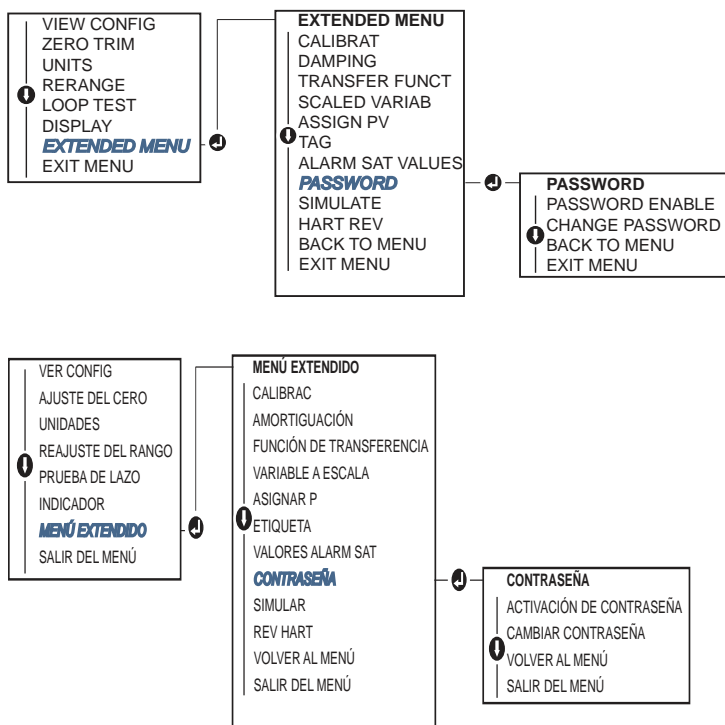 VIEW CONFIG
ZERO TRIM
UNITS
RERANGE
LOOP TEST
DISPLAY
EXTENDED MENU
EXIT MENU
EXTENDED MENU
CALIBRAT
DAMPING
TRANSFER FUNCT
SCALED VARIAB
ASSIGN PV
TAG
ALARM SAT VALUES
PASSWORD
SIMULATE
HART REV
BACK TO MENU
EXIT MENU
PASSWORD
PASSWORD ENABLE
CHANGE PASSWORD
BACK TO MENU
EXIT MENU
VER CONFIG
AJUSTE DEL CERO
UNIDADES
REAJUSTE DEL RANGO
PRUEBA DE LAZO
INDICADOR
MENÚ EXTENDIDO
SALIR DEL MENÚ
MENÚ EXTENDIDO
CALIBRAC
AMORTIGUACIÓN
FUNCIÓN DE TRANSFERENCIA
VARIABLE A ESCALA
ASIGNAR P
ETIQUETA
VALORES ALARM SAT
CONTRASEÑA
SIMULAR
REV HART
VOLVER AL MENÚ
SALIR DEL MENÚ
CONTRASEÑA
ACTIVACIÓN DE CONTRASEÑA
CAMBIAR CONTRASEÑA
VOLVER AL MENÚ
SALIR DEL MENÚ